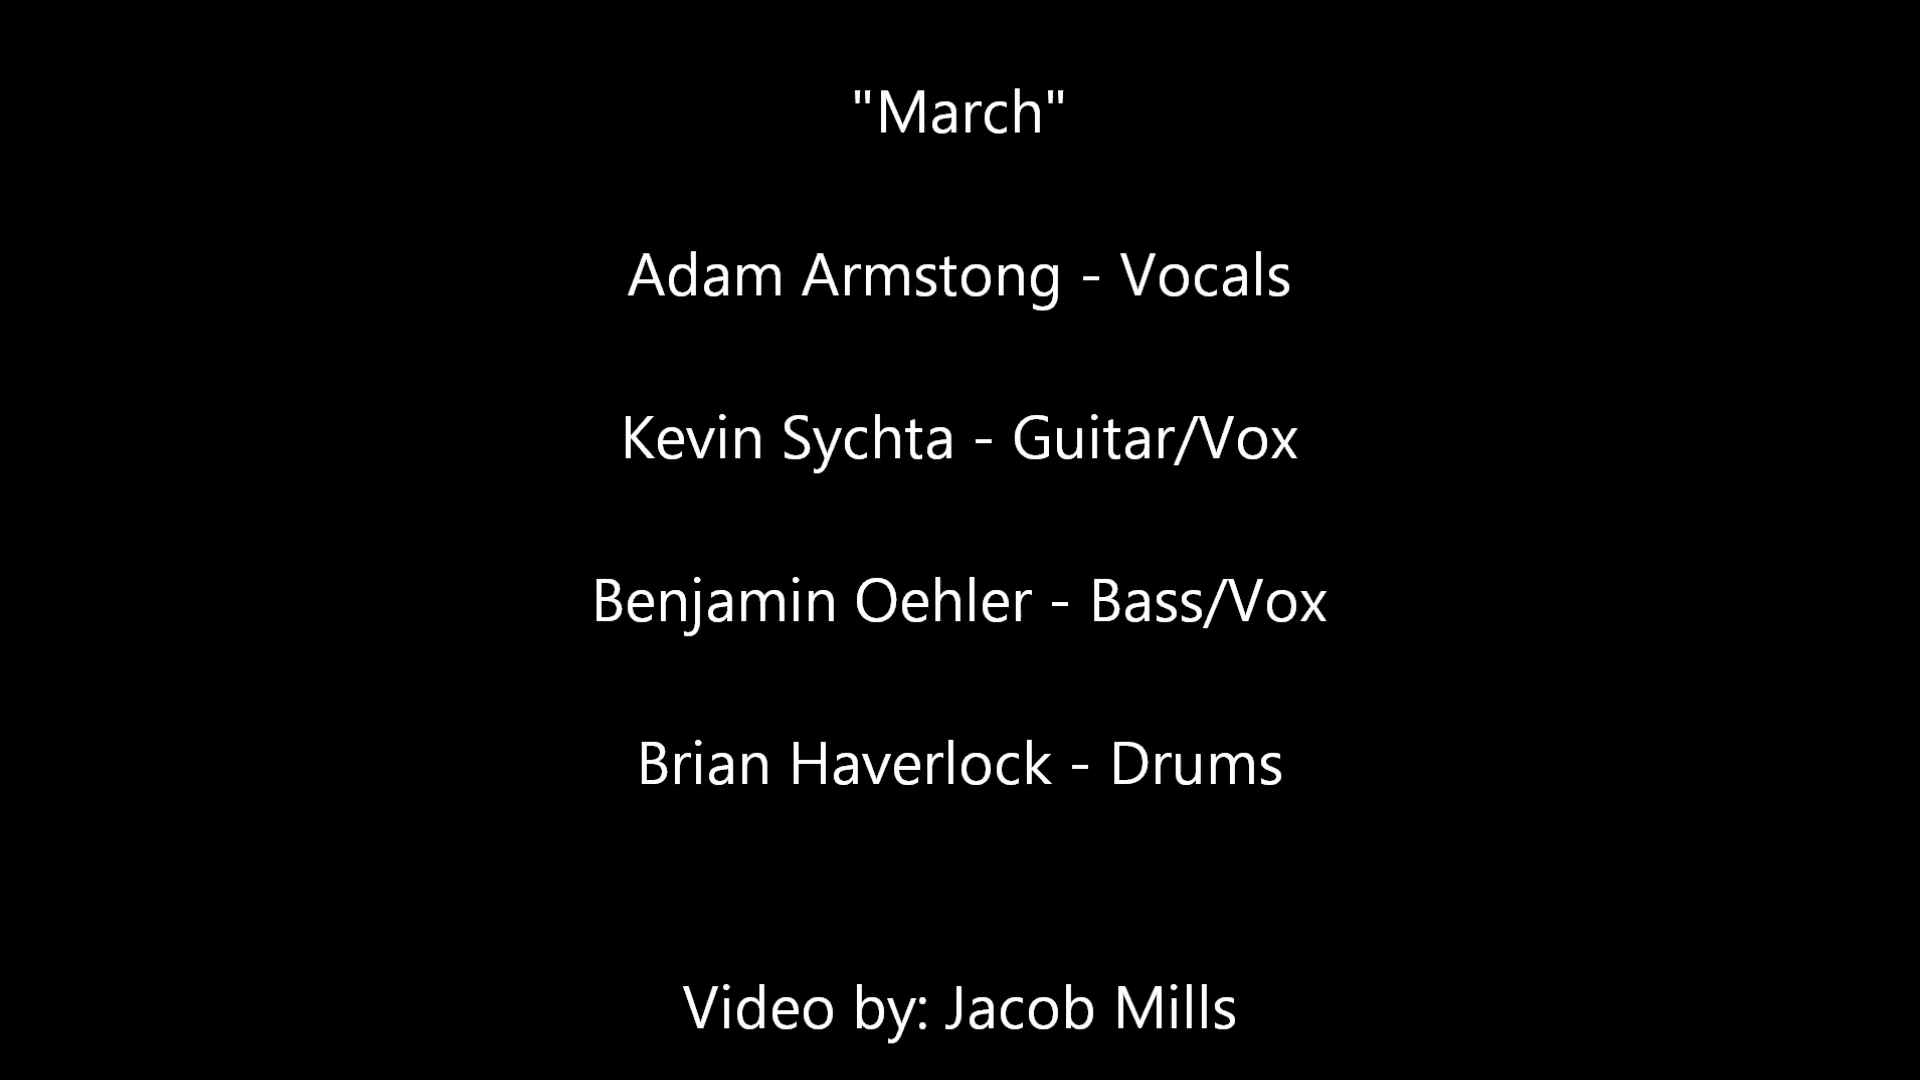 "March"
Adam Armstong - Vocals
Kevin Sychta - Guitar/Vox
Benjamin Oehler - Bass/Vox
Brian Haverlock - Drums
Video by: Jacob Mills